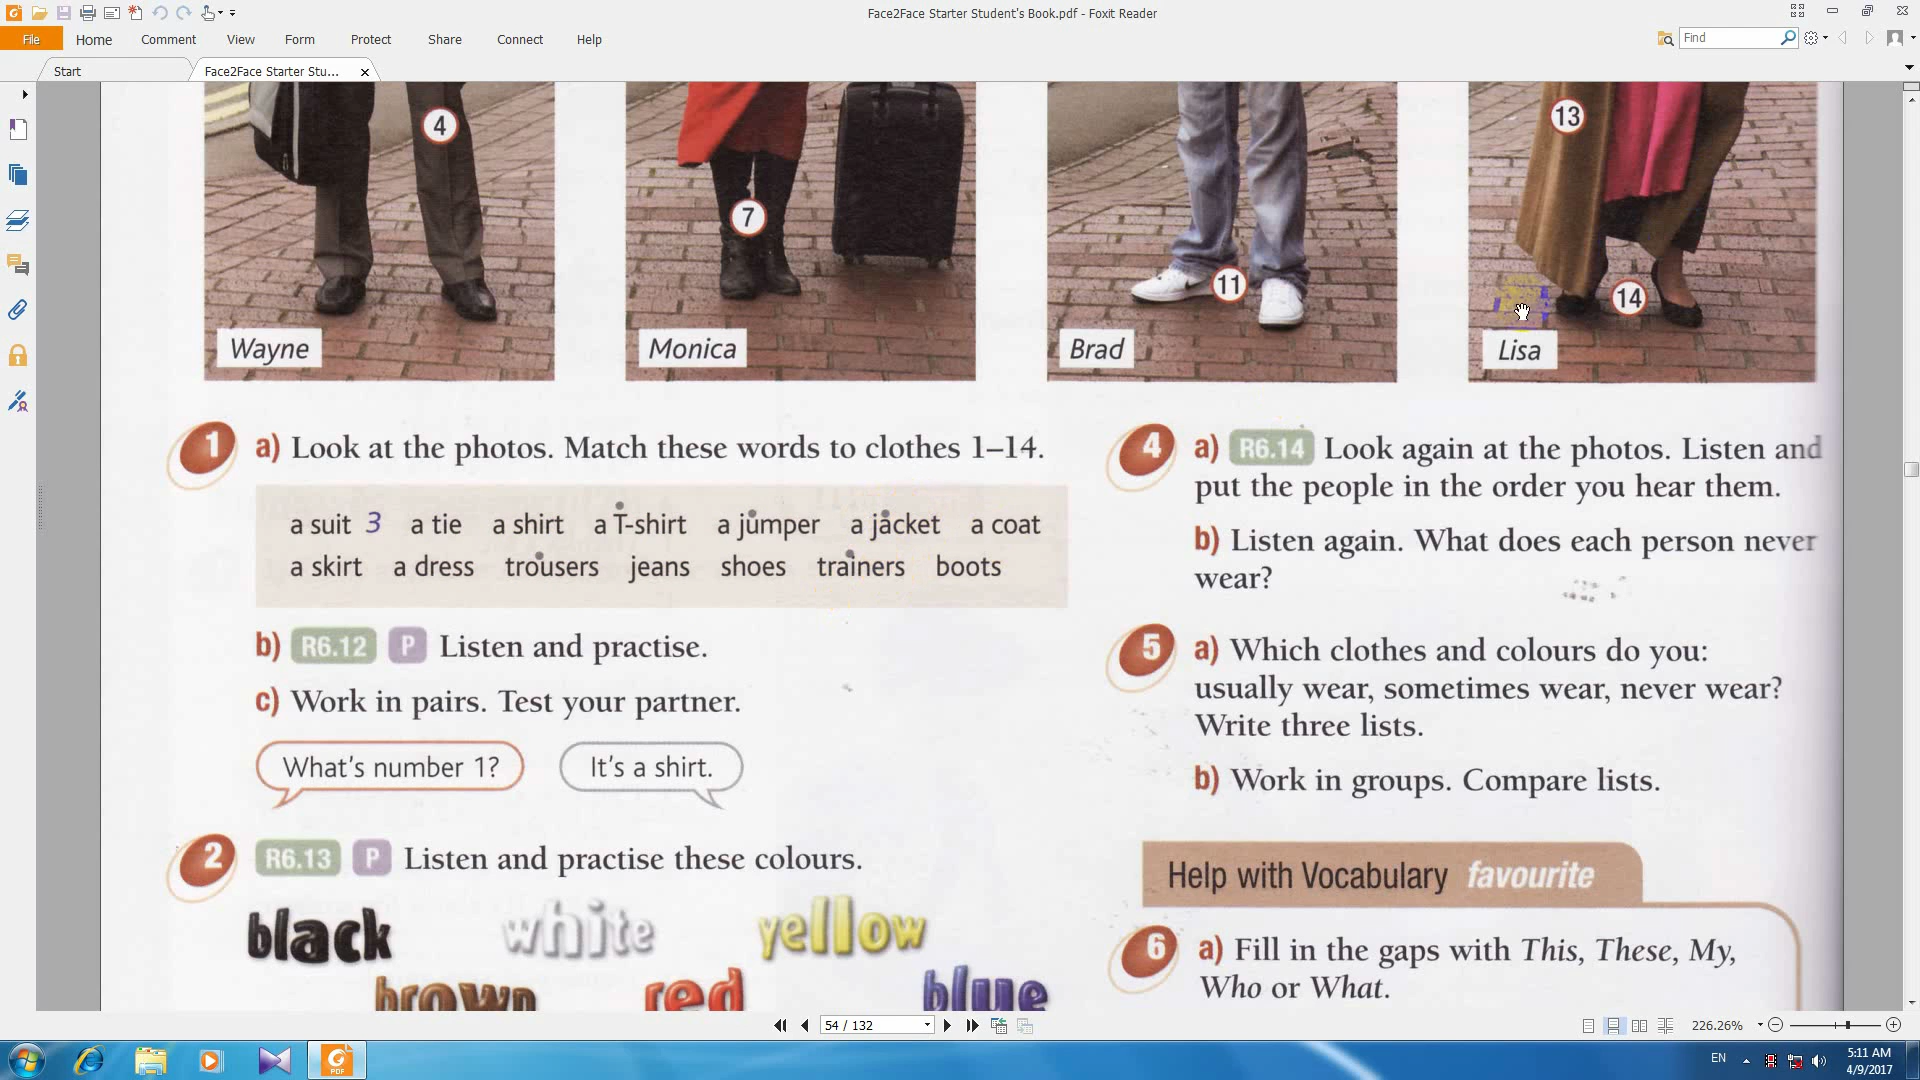 Face2Face Starter Student's Book.pdf - Foxit Reader
File Home Comment View Form Protect Share Connect Help
Find
Start
Face2Face Starter Stu...
4
7
11
13
14
Wayne
Monica
Brad
Lisa
1 a) Look at the photos. Match these words to clothes 1–14.
a suit 3 a tie a shirt a T-shirt a jumper a jacket a coat
a skirt a dress trousers jeans shoes trainers boots
b) R6.12 P Listen and practise.
c) Work in pairs. Test your partner.
What's number 1?
It's a shirt.
2 R6.13 P Listen and practise these colours.
black white yellow
brown red blue
4 a) R6.14 Look again at the photos. Listen and
put the people in the order you hear them.
b) Listen again. What does each person never
wear?
5 a) Which clothes and colours do you:
usually wear, sometimes wear, never wear?
Write three lists.
b) Work in groups. Compare lists.
Help with Vocabulary favourite
6 a) Fill in the gaps with This, These, My,
Who or What.
54 / 132
226.26%
PDF
EN
5:11 AM
4/9/2017